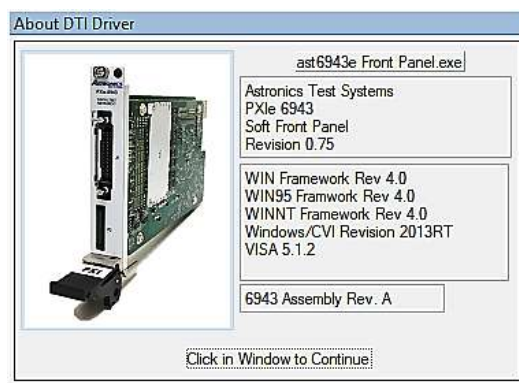 About DTI Driver
ast6943e Front Panel.exe
Astronics Test Systems
PXIe 6943
Soft Front Panel
Revision 0.75
WIN Framework Rev 4.0
WIN95 Framwork Rev 4.0
WINNT Framework Rev 4.0
Windows/CVI Revision 2013RT
VISA 5.1.2
6943 Assembly Rev. A
PXI
Click in Window to Continue